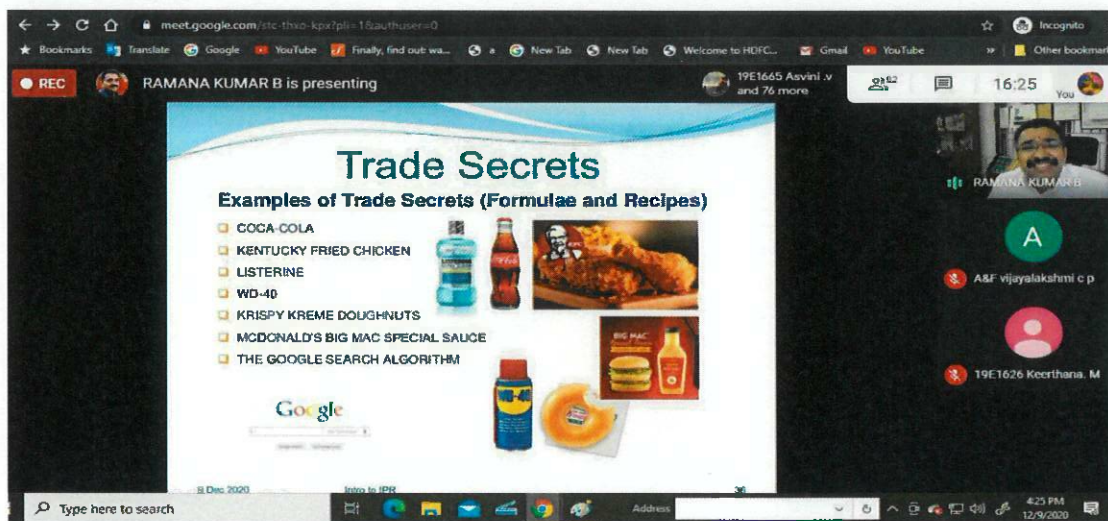 meet.google.com/stc-thxo-kpx?pli=1&authuser=0
Incognito
Bookmarks Translate Google YouTube Finally, find out: wa... a New Tab New Tab Welcome to HDFC... Gmail YouTube » Other bookmark
REC
RAMANA KUMAR B is presenting
19E1665 Asvini .v
and 76 more
16:25
You
Trade Secrets
Examples of Trade Secrets (Formulae and Recipes)
COCA-COLA
KENTUCKY FRIED CHICKEN
LISTERINE
WD-40
KRISPY KREME DOUGHNUTS
MCDONALD'S BIG MAC SPECIAL SAUCE
THE GOOGLE SEARCH ALGORITHM
KFC
BIG MAC
WD-40
Google
8 Dec 2020 Intro to IPR 36
RAMANA KUMAR B
A
A&F vijayalakshmi c p
19E1626 Keerthana. M
Type here to search
Address
4:25 PM
12/9/2020